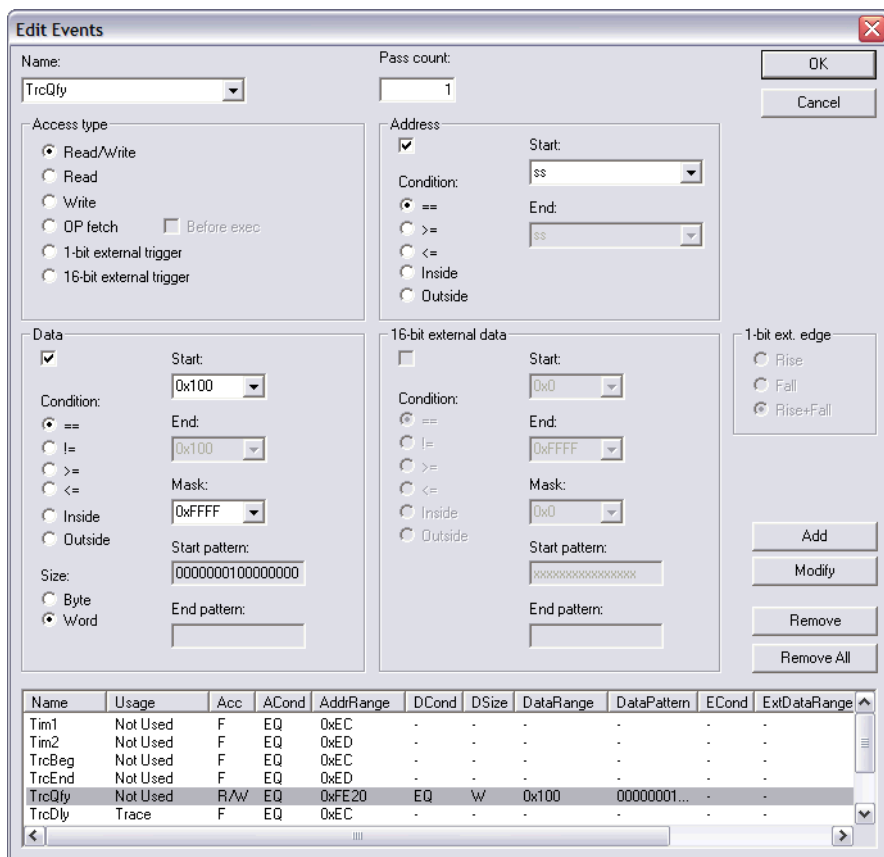 Edit Events
Name:
TrcQfy
Pass count:
1
OK
Cancel
Access type
Read/Write
Read
Write
OP fetch Before exec
1-bit external trigger
16-bit external trigger
Address
Condition:
==
>=
<=
Inside
Outside
Start:
ss
End:
ss
Data
Condition:
==
!=
>=
<=
Inside
Outside
Size:
Byte
Word
Start:
0x100
End:
0x100
Mask:
0xFFFF
Start pattern:
0000000100000000
End pattern:
16-bit external data
Condition:
==
!=
>=
<=
Inside
Outside
Start:
0x0
End:
0xFFFF
Mask:
0x0
Start pattern:
xxxxxxxxxxxxxxxx
End pattern:
1-bit ext. edge
Rise
Fall
Rise+Fall
Add
Modify
Remove
Remove All
Name Usage Acc ACond AddrRange DCond DSize DataRange DataPattern ECond ExtDataRange
Tim1 Not Used F EQ 0xEC - - - - - -
Tim2 Not Used F EQ 0xED - - - - - -
TrcBeg Not Used F EQ 0xEC - - - - - -
TrcEnd Not Used F EQ 0xED - - - - - -
TrcQfy Not Used R/W EQ 0xFE20 EQ W 0x100 00000001... - -
TrcDly Trace F EQ 0xEC - - - - - -